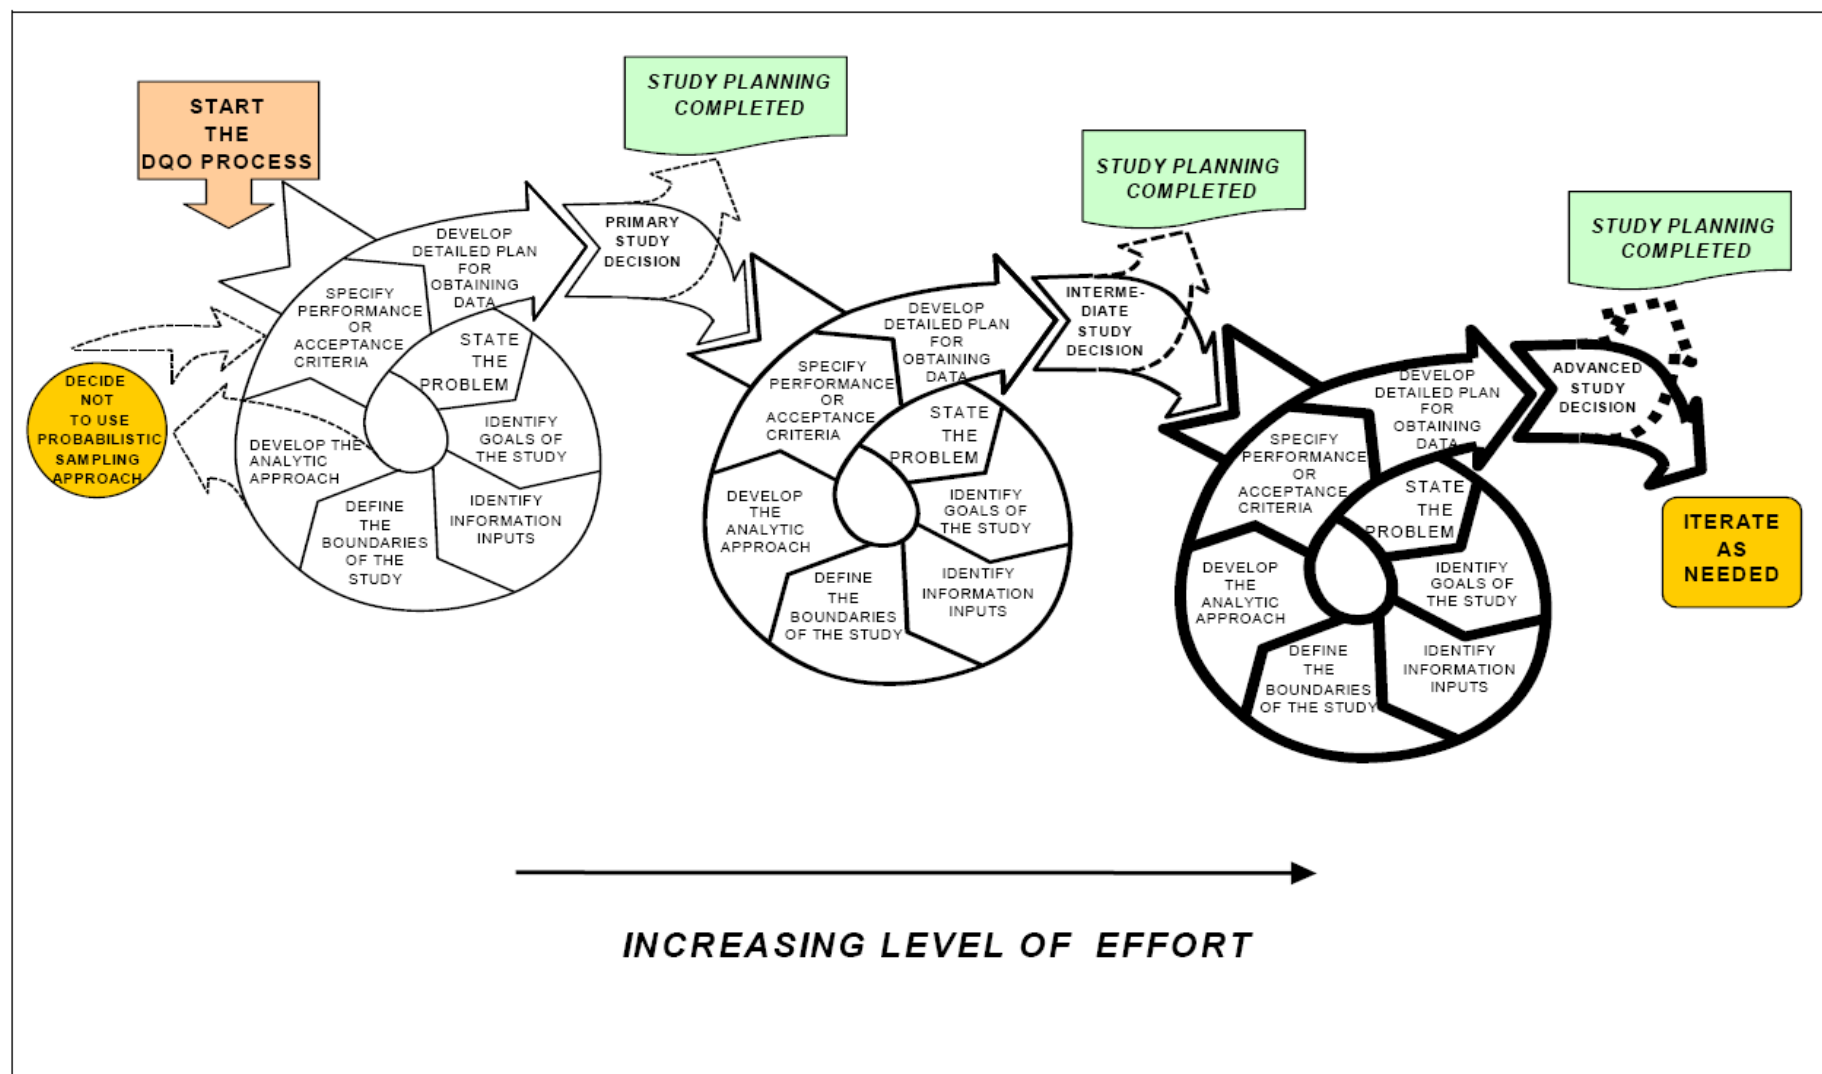 START
THE
DQO PROCESS
STUDY PLANNING
COMPLETED
STUDY PLANNING
COMPLETED
STUDY PLANNING
COMPLETED
DECIDE
NOT
TO USE
PROBABILISTIC
SAMPLING
APPROACH
STATE
THE
PROBLEM
IDENTIFY
GOALS OF
THE STUDY
IDENTIFY
INFORMATION
INPUTS
DEFINE
THE
BOUNDARIES
OF THE
STUDY
DEVELOP THE
ANALYTIC
APPROACH
SPECIFY
PERFORMANCE
OR
ACCEPTANCE
CRITERIA
DEVELOP
DETAILED PLAN
FOR
OBTAINING
DATA
PRIMARY
STUDY
DECISION
STATE
THE
PROBLEM
IDENTIFY
GOALS OF
THE STUDY
IDENTIFY
INFORMATION
INPUTS
DEFINE
THE
BOUNDARIES
OF THE STUDY
DEVELOP
THE
ANALYTIC
APPROACH
SPECIFY
PERFORMANCE
OR
ACCEPTANCE
CRITERIA
DEVELOP
DETAILED PLAN
FOR
OBTAINING
DATA
INTERME-
DIATE
STUDY
DECISION
STATE
THE
PROBLEM
IDENTIFY
GOALS OF
THE STUDY
IDENTIFY
INFORMATION
INPUTS
DEFINE
THE
BOUNDARIES
OF THE STUDY
DEVELOP
THE
ANALYTIC
APPROACH
SPECIFY
PERFORMANCE
OR
ACCEPTANCE
CRITERIA
DEVELOP
DETAILED PLAN
FOR
OBTAINING
DATA
ADVANCED
STUDY
DECISION
ITERATE
AS
NEEDED
INCREASING LEVEL OF EFFORT